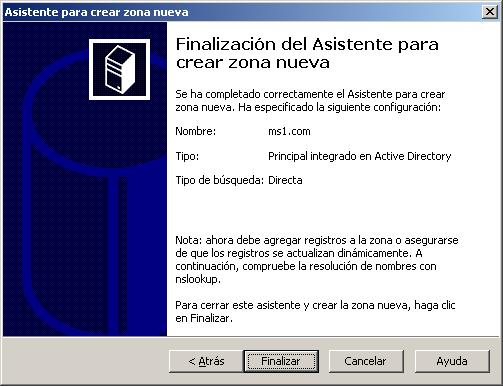 Asistente para crear zona nueva
Finalización del Asistente para
crear zona nueva
Se ha completado correctamente el Asistente para crear
zona nueva. Ha especificado la siguiente configuración:
Nombre: ms1.com
Tipo: Principal integrado en Active Directory
Tipo de búsqueda: Directa
Nota: ahora debe agregar registros a la zona o asegurarse
de que los registros se actualizan dinámicamente. A
continuación, compruebe la resolución de nombres con
nslookup.
Para cerrar este asistente y crear la zona nueva, haga clic
en Finalizar.
< Atrás Finalizar Cancelar Ayuda